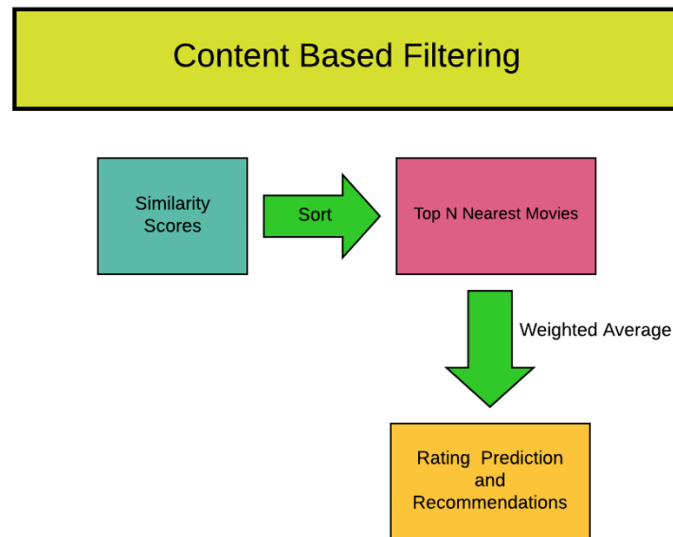 Content Based Filtering
Similarity
Scores
Sort
Top N Nearest Movies
Weighted Average
Rating Prediction
and
Recommendations